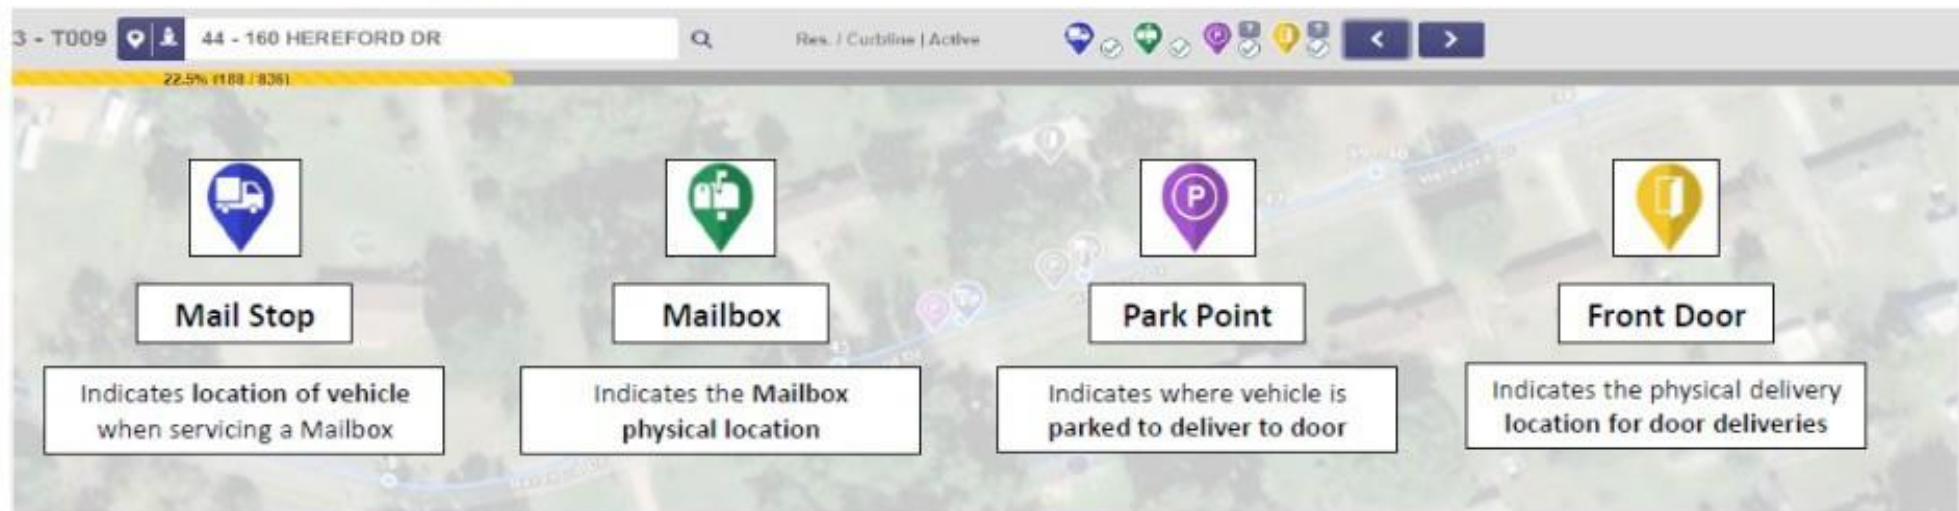 3 - T009
44 - 160 HEREFORD DR
Res. / Curbline | Active
22.5% (188 / 836)
P
Mail Stop
Mailbox
Park Point
Front Door
Indicates location of vehicle
when servicing a Mailbox
Indicates the Mailbox
physical location
Indicates where vehicle is
parked to deliver to door
Indicates the physical delivery
location for door deliveries